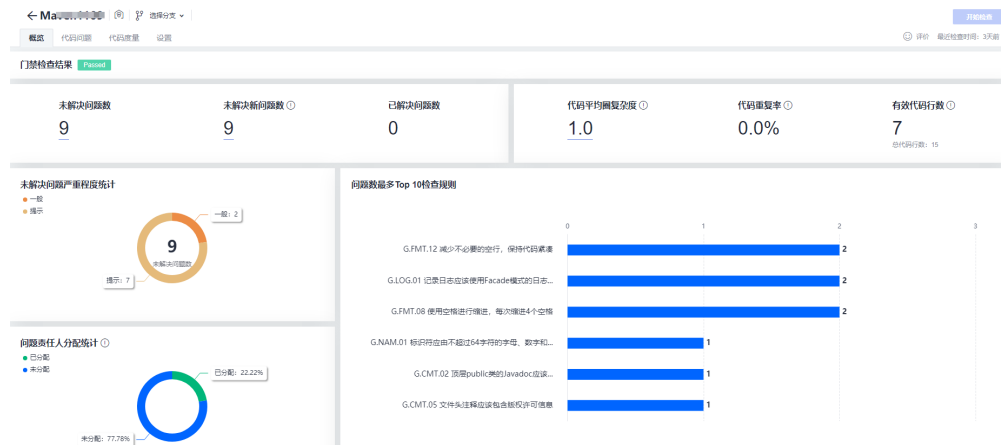 选择分支
开始检查
概览 代码问题 代码度量 设置
评价 最近检查时间: 3天前
门禁检查结果 Passed
未解决问题数 未解决新问题数 已解决问题数 代码平均圈复杂度 代码重复率 有效代码行数
9 9 0 1.0 0.0% 7
总代码行数: 15
未解决问题严重程度统计
一般
提示
一般: 2
9
未解决问题数
提示: 7
问题数最多Top 10检查规则
0 1 2 3
G.FMT.12 减少不必要的空行，保持代码紧凑 2
G.LOG.01 记录日志应该使用Facade模式的日志... 2
G.FMT.08 使用空格进行缩进，每次缩进4个空格 2
G.NAM.01 标识符应由不超过64字符的字母、数字和... 1
G.CMT.02 顶层public类的Javadoc应该... 1
G.CMT.05 文件头注释应该包含版权许可信息 1
问题责任人分配统计
已分配
未分配
已分配: 22.22%
未分配: 77.78%